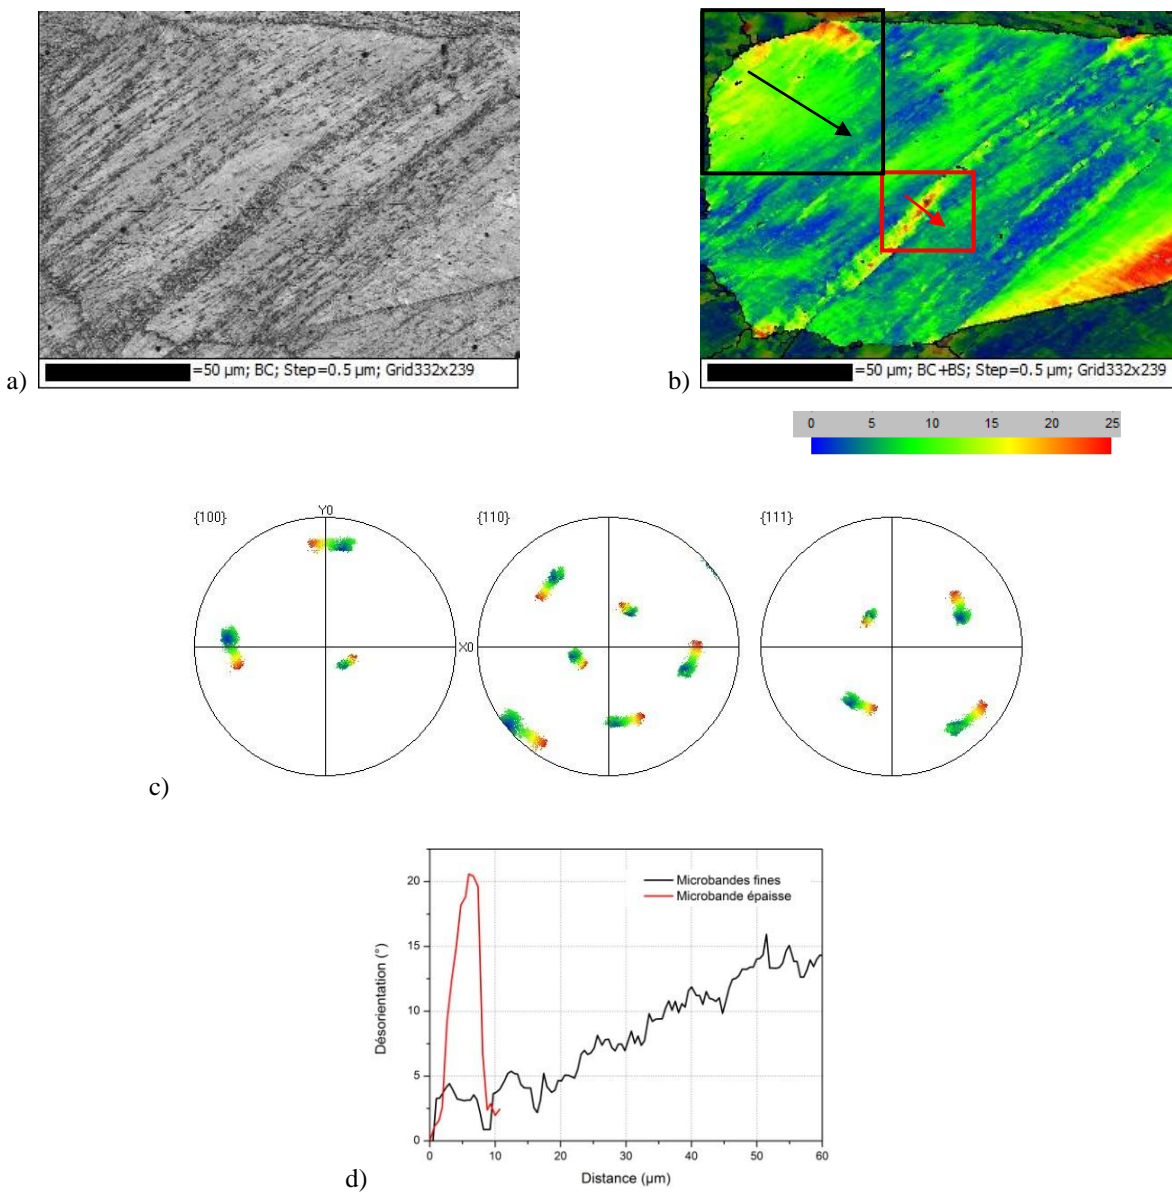 a)
=50 µm; BC; Step=0.5 µm; Grid332x239
b)
=50 µm; BC+BS; Step=0.5 µm; Grid332x239
0 5 10 15 20 25
{100}
Y0
X0
{110}
{111}
c)
Désorientation (°)
20
15
10
5
0
Microbandes fines
Microbande épaisse
0 10 20 30 40 50 60
Distance (µm)
d)